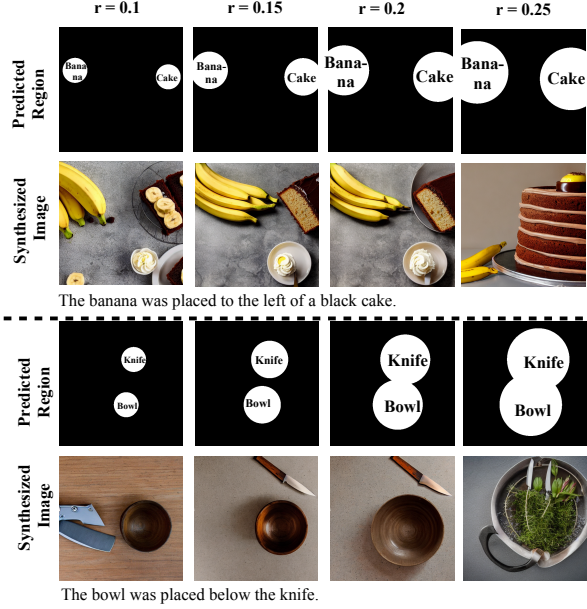 r = 0.1 r = 0.15 r = 0.2 r = 0.25
Predicted
Region
Bana
na
Cake
Bana-
na
Cake
Bana-
na
Cake
Bana-
na
Cake
Synthesized
Image
The banana was placed to the left of a black cake.
Predicted
Region
Knife
Bowl
Knife
Bowl
Knife
Bowl
Knife
Bowl
Synthesized
Image
The bowl was placed below the knife.